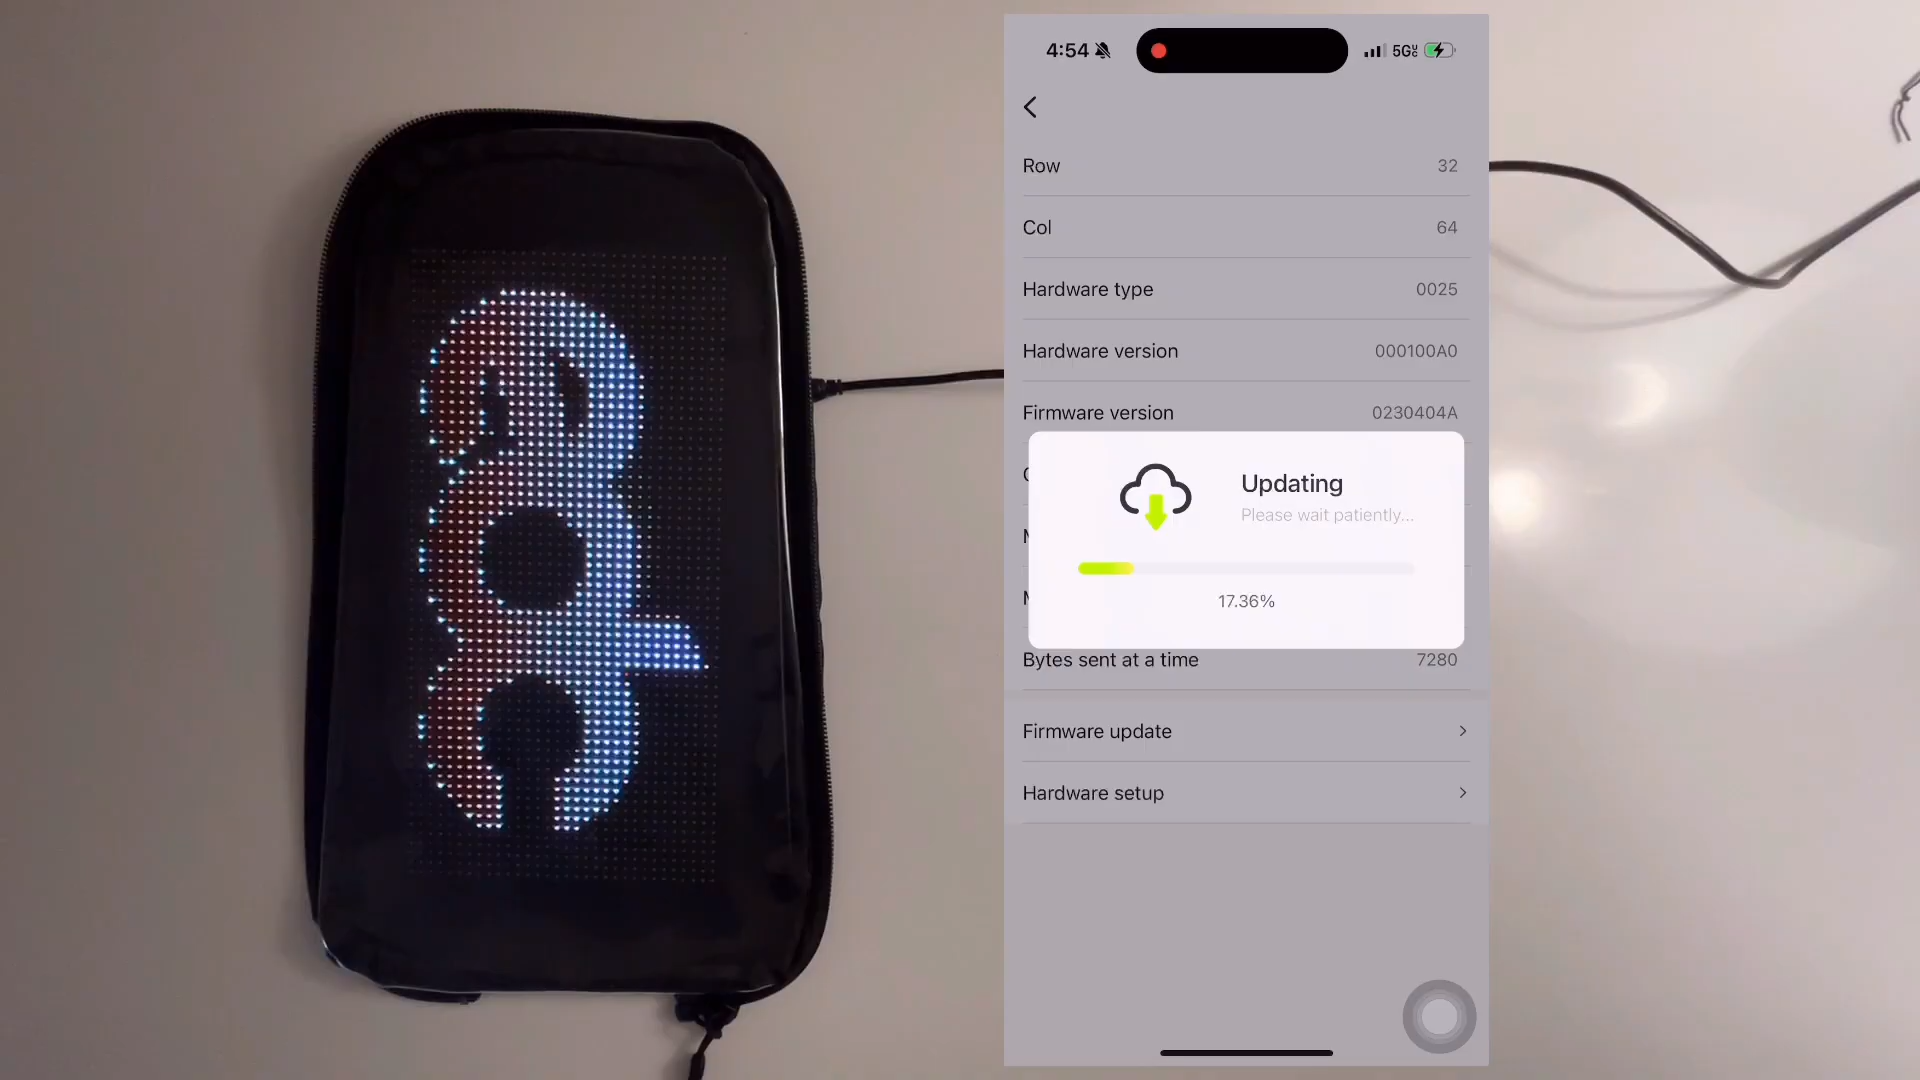 4:54
5G
Row 32
Col 64
Hardware type 0025
Hardware version 000100A0
Firmware version 0230404A
Updating
Please wait patiently...
17.36%
Bytes sent at a time 7280
Firmware update
Hardware setup